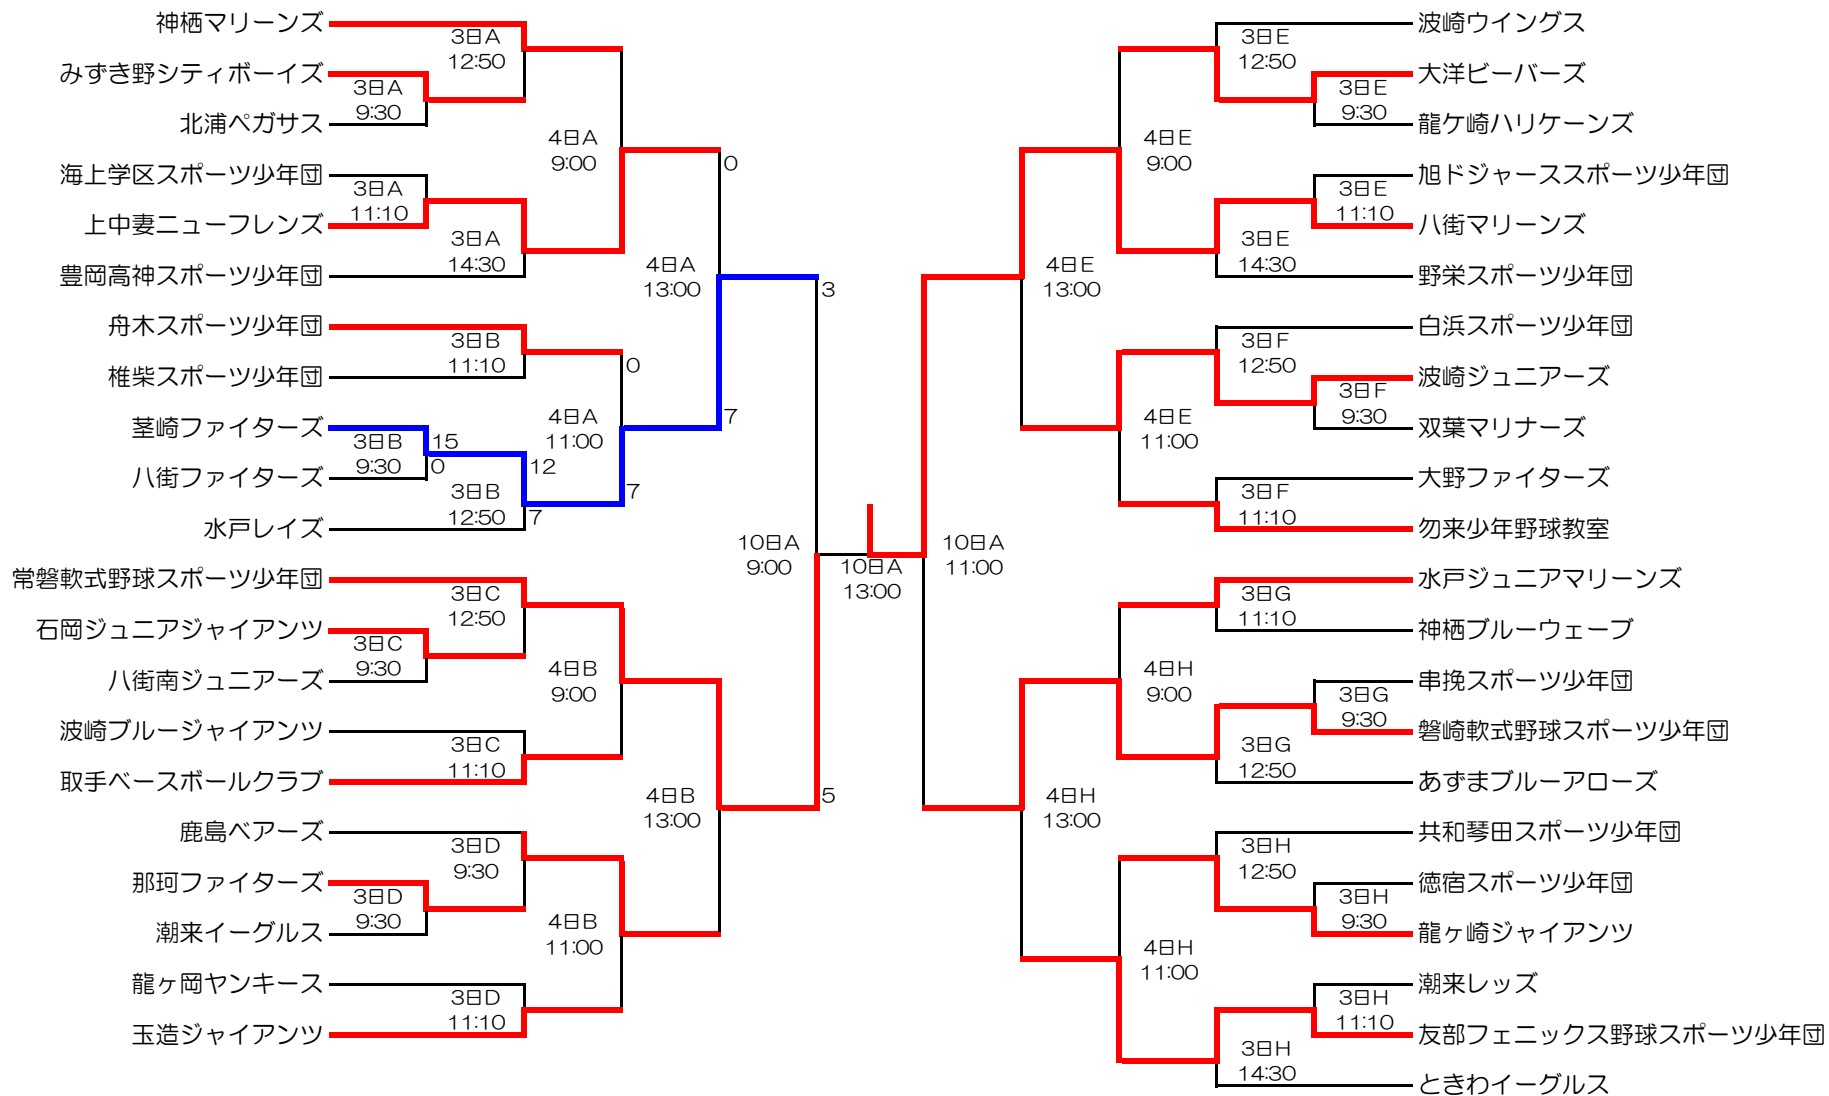 神栖マリーンズ
3日A
12:50
みずき野シティボーイズ
3日A
9:30
北浦ペガサス
4日A
9:00
0
海上学区スポーツ少年団
3日A
11:10
上中妻ニューフレンズ
3日A
14:30
豊岡高神スポーツ少年団
4日A
13:00
3
舟木スポーツ少年団
3日B
11:10
0
椎柴スポーツ少年団
4日A
11:00
7
茎崎ファイターズ
3日B
9:30
15
0
八街ファイターズ
12
7
3日B
12:50
7
水戸レイズ
10日A
9:00
常磐軟式野球スポーツ少年団
3日C
12:50
石岡ジュニアジャイアンツ
3日C
9:30
八街南ジュニアーズ
4日B
9:00
波崎ブルージャイアンツ
3日C
11:10
取手ベースボールクラブ
4日B
13:00
5
鹿島ベアーズ
3日D
9:30
那珂ファイターズ
3日D
9:30
潮来イーグルス
4日B
11:00
龍ヶ岡ヤンキース
3日D
11:10
玉造ジャイアンツ
10日A
13:00
10日A
11:00
波崎ウイングス
3日E
12:50
大洋ビーバーズ
3日E
9:30
龍ケ崎ハリケーンズ
4日E
9:00
旭ドジャーススポーツ少年団
3日E
11:10
八街マリーンズ
3日E
14:30
野栄スポーツ少年団
4日E
13:00
白浜スポーツ少年団
3日F
12:50
波崎ジュニアーズ
3日F
9:30
双葉マリナーズ
4日E
11:00
大野ファイターズ
3日F
11:10
勿来少年野球教室
水戸ジュニアマリーンズ
3日G
11:10
神栖ブルーウェーブ
4日H
9:00
串挽スポーツ少年団
3日G
9:30
磐崎軟式野球スポーツ少年団
3日G
12:50
あずまブルーアローズ
4日H
13:00
共和琴田スポーツ少年団
3日H
12:50
徳宿スポーツ少年団
3日H
9:30
龍ヶ崎ジャイアンツ
4日H
11:00
潮来レッズ
3日H
11:10
友部フェニックス野球スポーツ少年団
3日H
14:30
ときわイーグルス